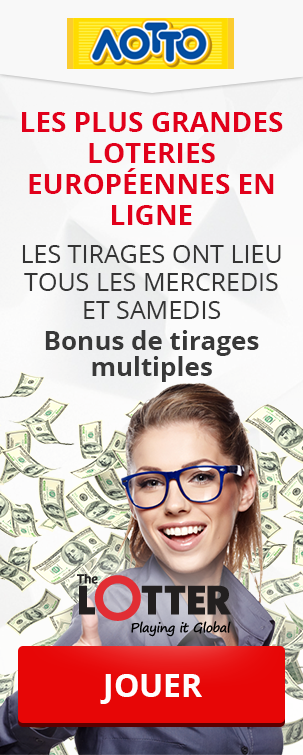 ΛΟΤΤΟ
LES PLUS GRANDES
LOTERIES
EUROPÉENNES EN
LIGNE
LES TIRAGES ONT LIEU
TOUS LES MERCREDIS
ET SAMEDIS
Bonus de tirages
multiples
The
LOTTER
Playing it Global
JOUER